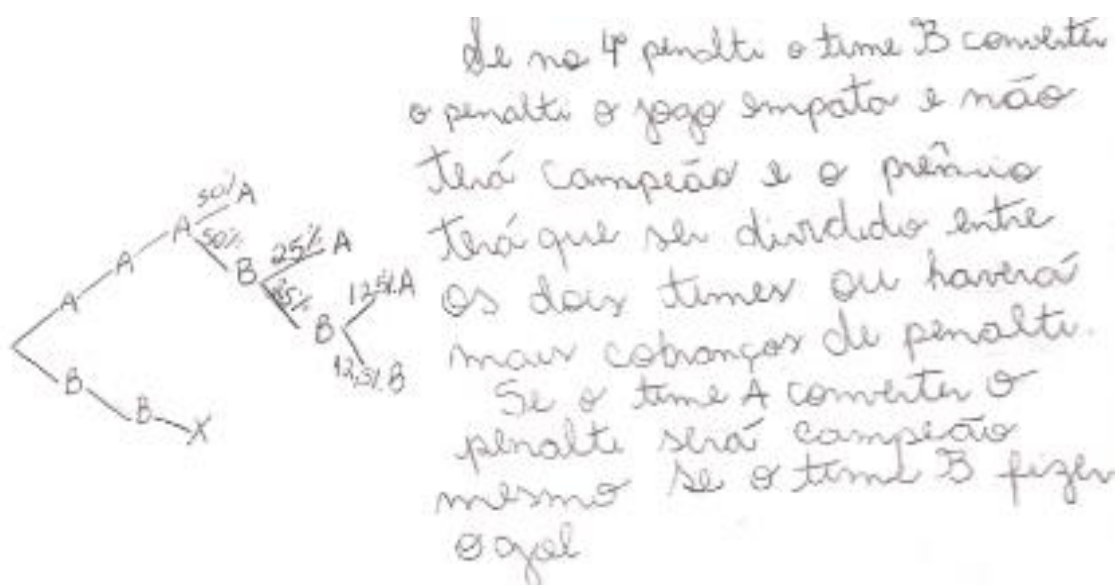 Se no 4º penalti o time B converter
o penalti o jogo empata e não
terá campeão e o prêmio
terá que ser dividido entre
os dois times ou haverá
mais cobranças de penalti.
Se o time A converter o
penalti será campeão
mesmo se o time B fizer
o gol
50% A
A 50%
A
A
B 25% A
25%
B 12,5% A
12,5% B
B
B
X